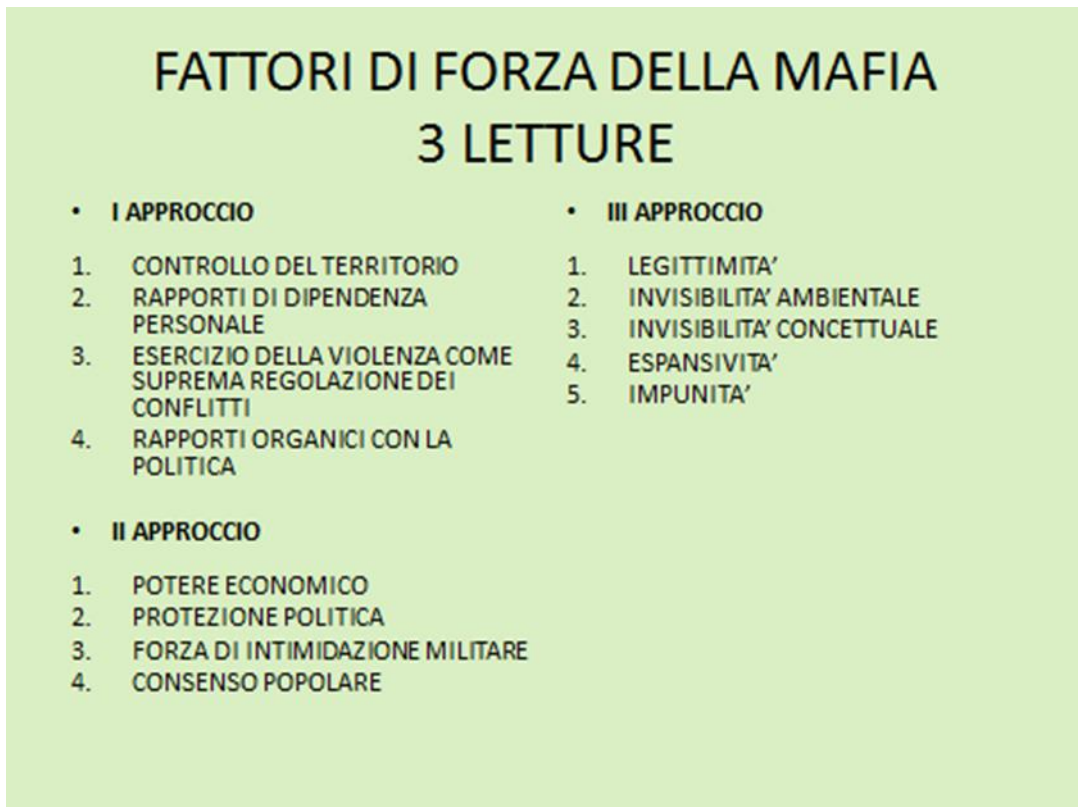 FATTORI DI FORZA DELLA MAFIA
3 LETTURE
• I APPROCCIO
1. CONTROLLO DEL TERRITORIO
2. RAPPORTI DI DIPENDENZA
PERSONALE
3. ESERCIZIO DELLA VIOLENZA COME
SUPREMA REGOLAZIONE DEI
CONFLITTI
4. RAPPORTI ORGANICI CON LA
POLITICA
• II APPROCCIO
1. POTERE ECONOMICO
2. PROTEZIONE POLITICA
3. FORZA DI INTIMIDAZIONE MILITARE
4. CONSENSO POPOLARE
• III APPROCCIO
1. LEGITTIMITA’
2. INVISIBILITA’ AMBIENTALE
3. INVISIBILITA’ CONCETTUALE
4. ESPANSIVITA’
5. IMPUNITA’